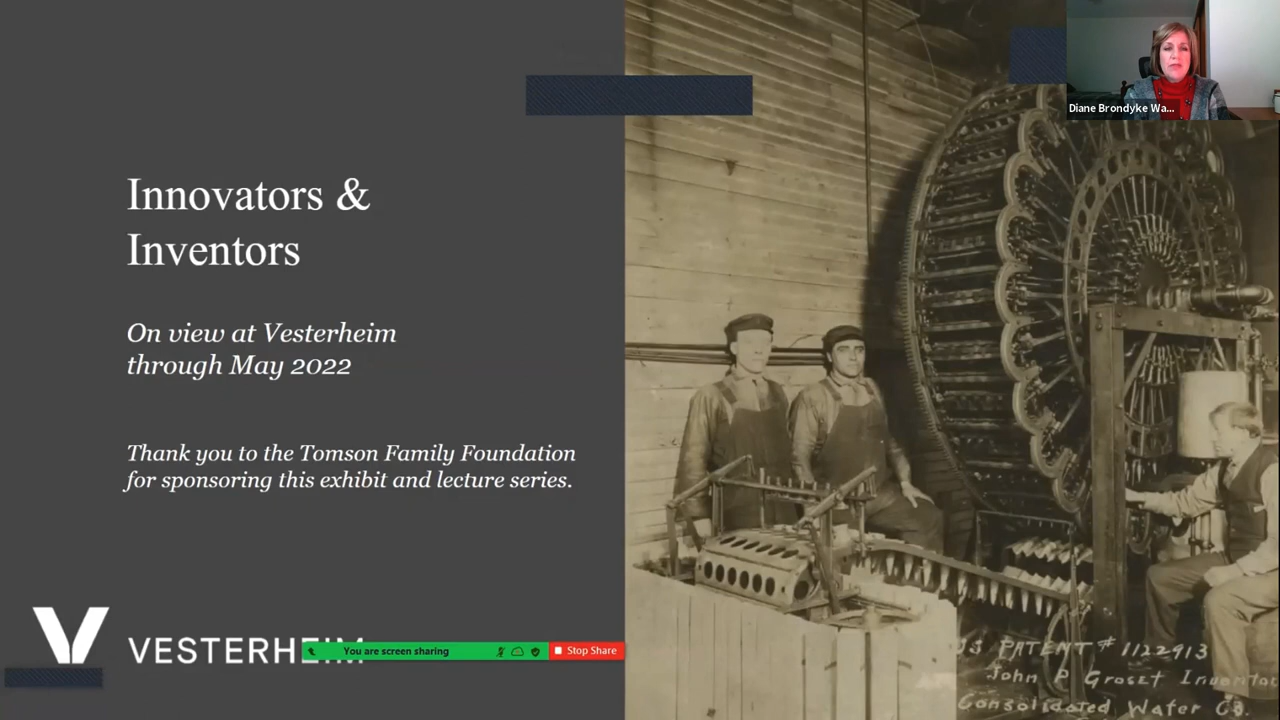 Innovators &
Inventors
On view at Vesterheim
through May 2022
Thank you to the Tomson Family Foundation
for sponsoring this exhibit and lecture series.
VESTERHEIM
You are screen sharing
Stop Share
Diane Brondyke Wa...
US PATENT # 1122913
John P Groset Inventor
Consolidated Wafer Co.